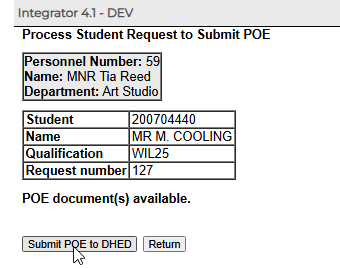 Integrator 4.1 - DEV
Process Student Request to Submit POE
Personnel Number: 59
Name: MNR Tia Reed
Department: Art Studio
Student 200704440
Name MR M. COOLING
Qualification WIL25
Request number 127
POE document(s) available.
Submit POE to DHED Return